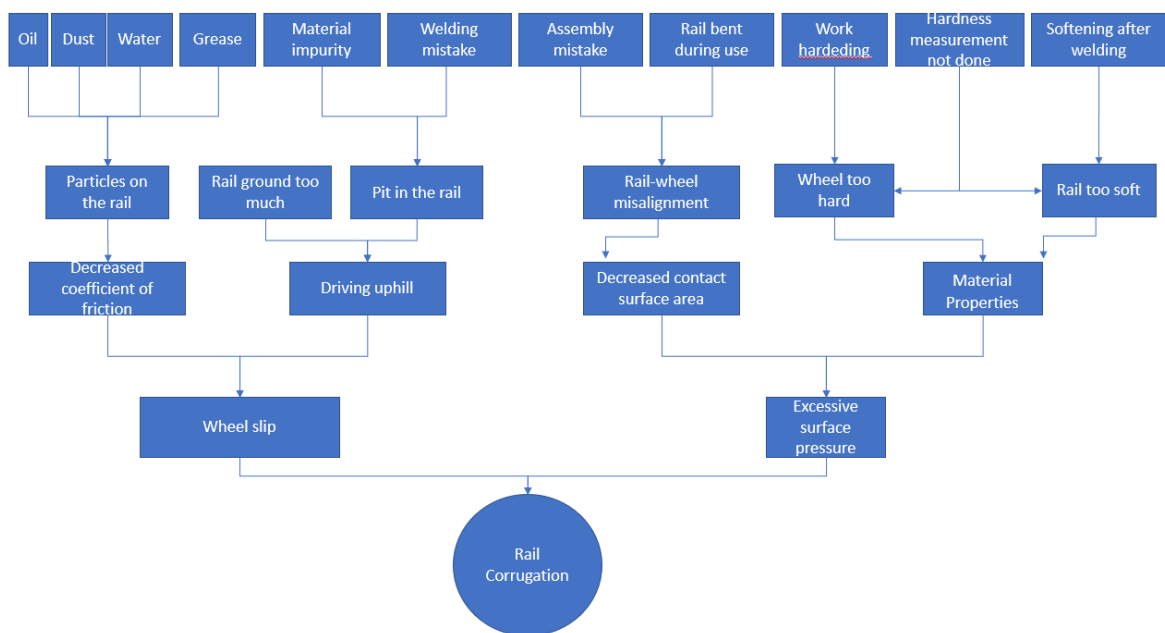 Oil
Dust
Water
Grease
Material
impurity
Welding
mistake
Assembly
mistake
Rail bent
during use
Work
hardeding
Hardness
measurement
not done
Softening after
welding
Particles on
the rail
Rail ground too
much
Pit in the rail
Rail-wheel
misalignment
Wheel too
hard
Rail too soft
Decreased
coefficient of
friction
Driving uphill
Decreased contact
surface area
Material
Properties
Wheel slip
Excessive
surface
pressure
Rail
Corrugation